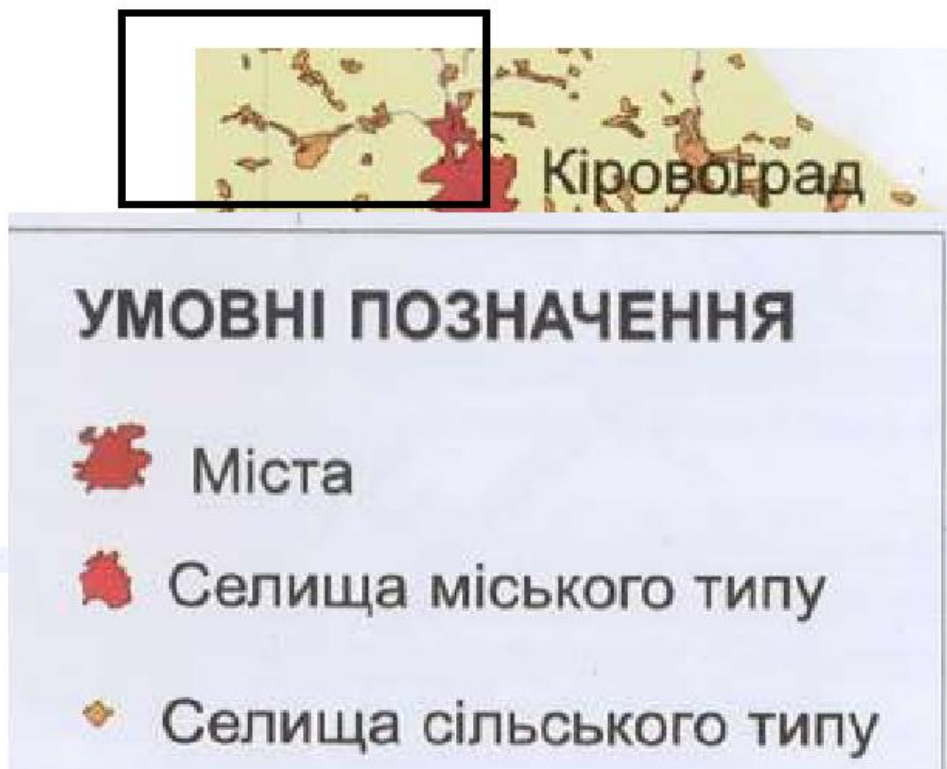 Кіровоград
УМОВНІ ПОЗНАЧЕННЯ
Міста
Селища міського типу
Селища сільського типу